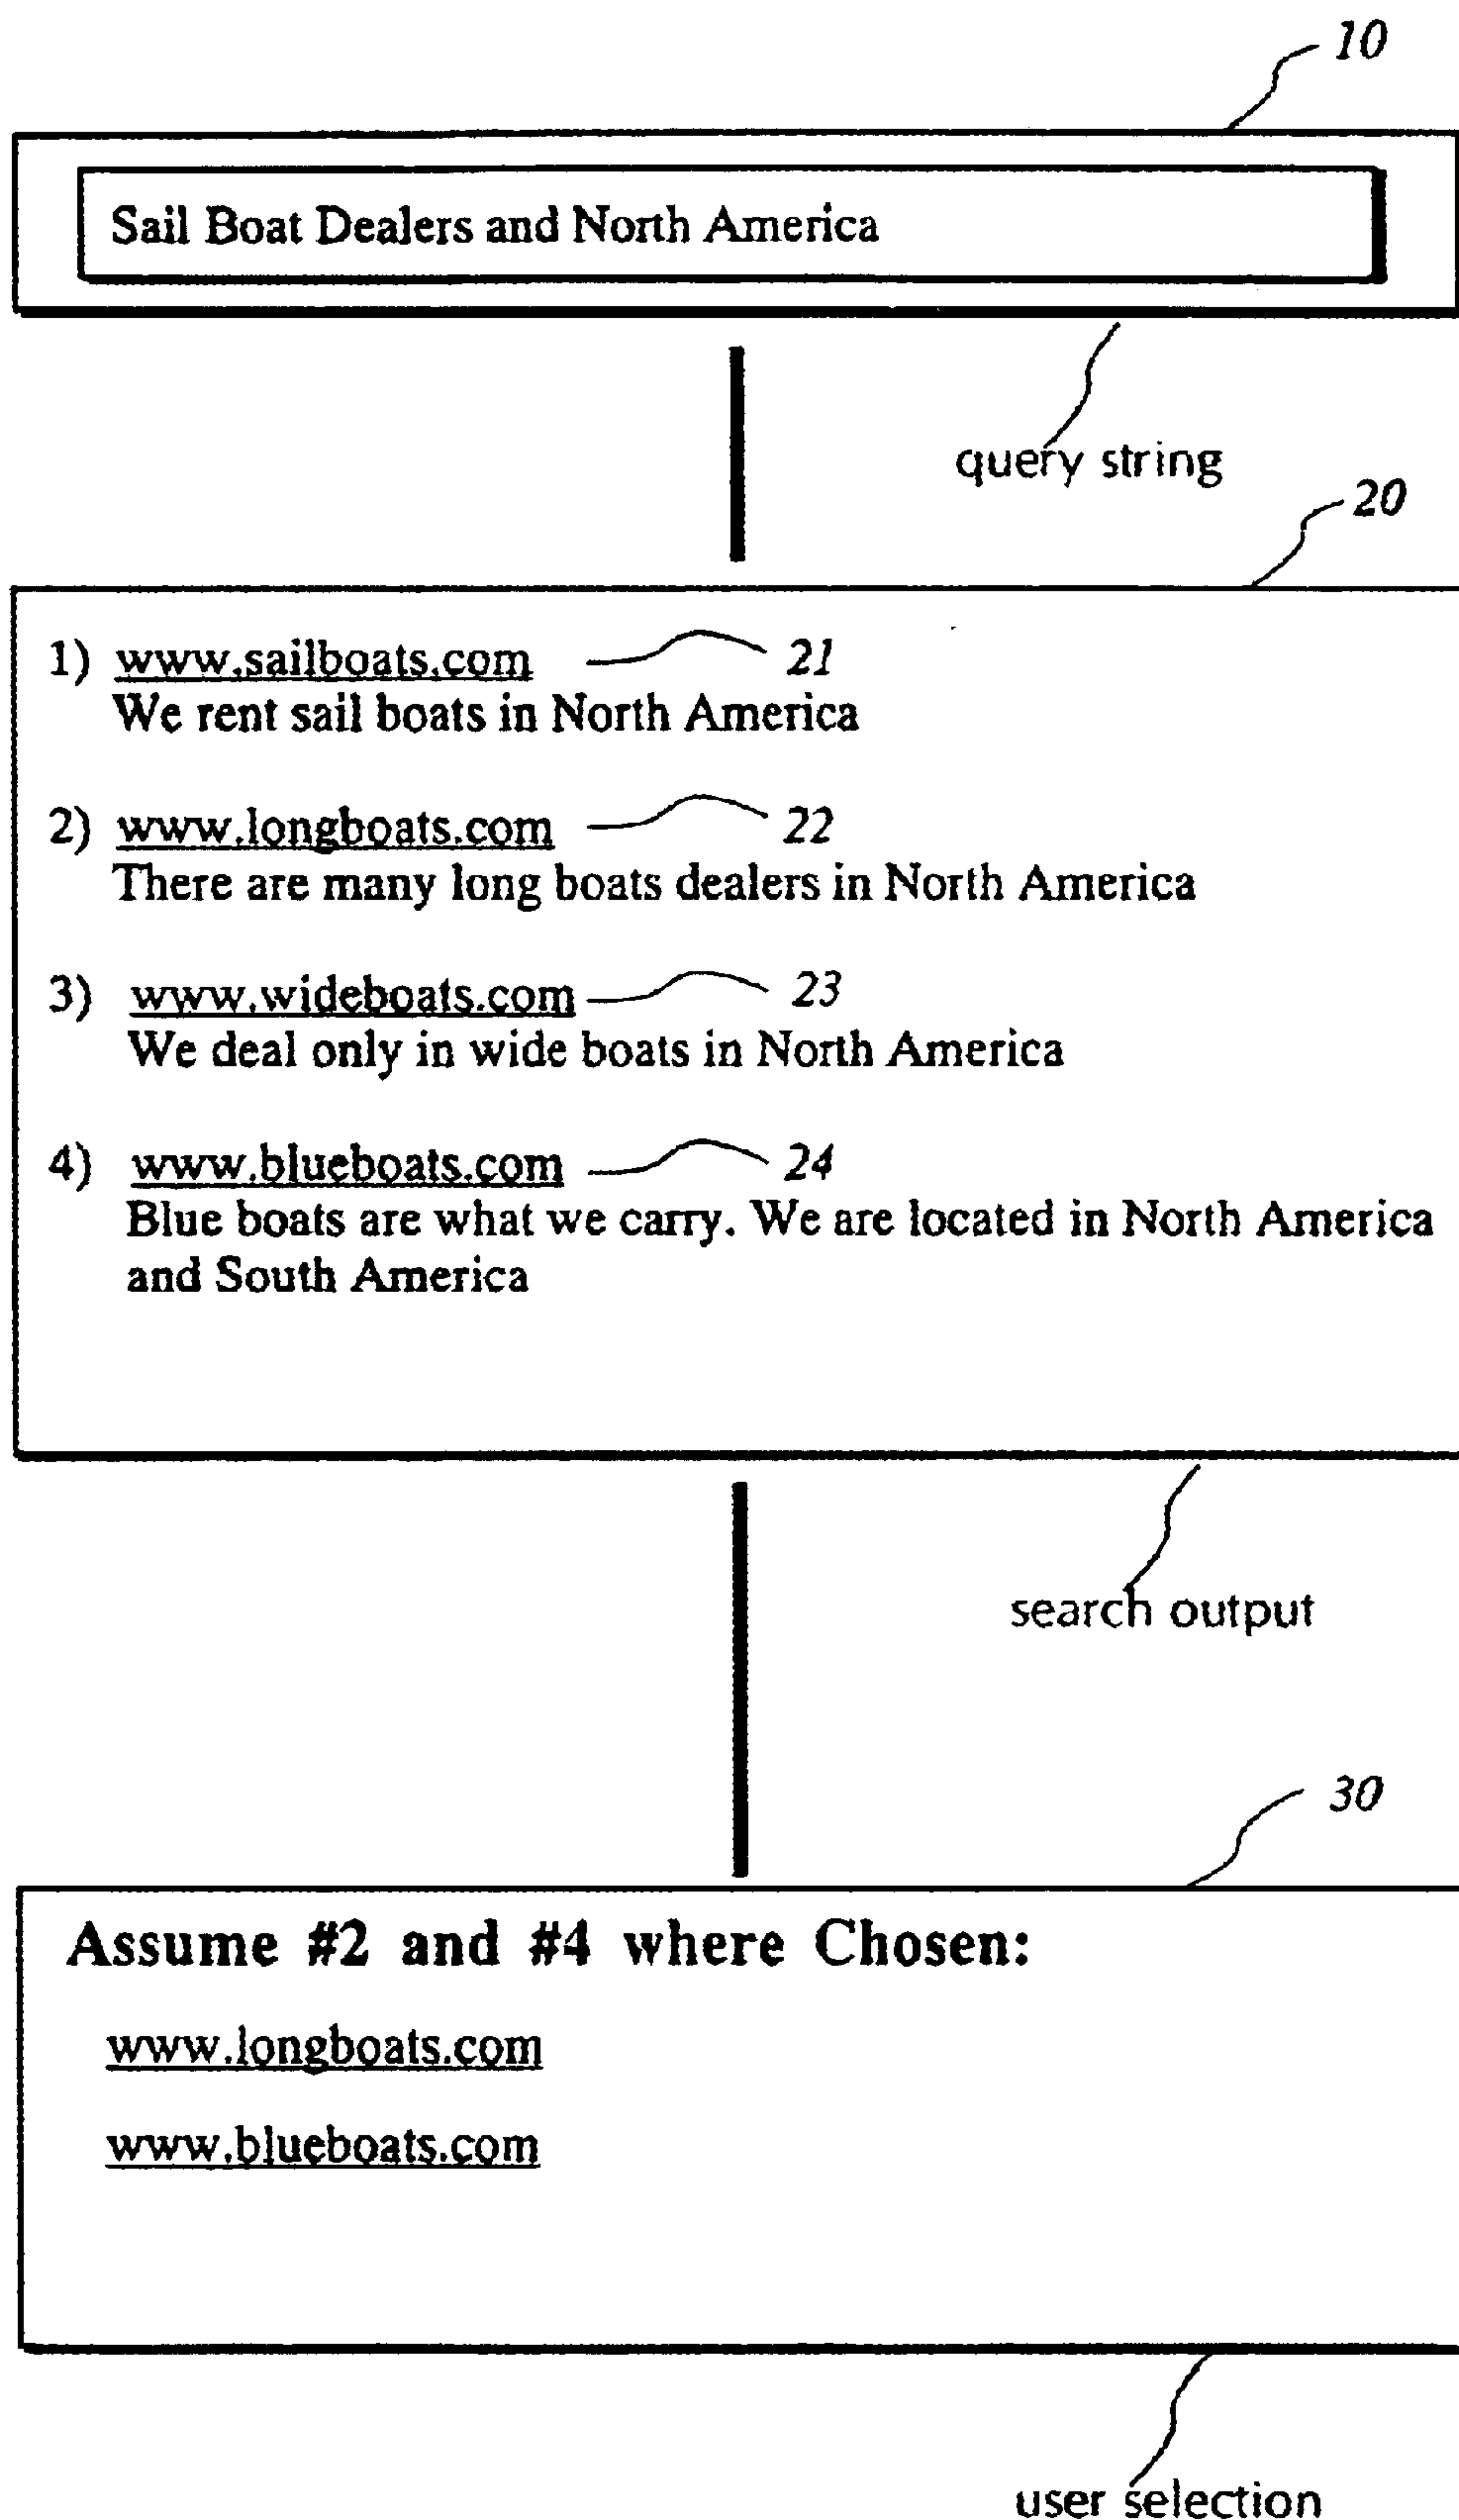 10
Sail Boat Dealers and North America
query string
20
1) www.sailboats.com 21
We rent sail boats in North America
2) www.longboats.com 22
There are many long boats dealers in North America
3) www.wideboats.com 23
We deal only in wide boats in North America
4) www.blueboats.com 24
Blue boats are what we carry. We are located in North America
and South America
search output
30
Assume #2 and #4 where Chosen:
www.longboats.com
www.blueboats.com
user selection